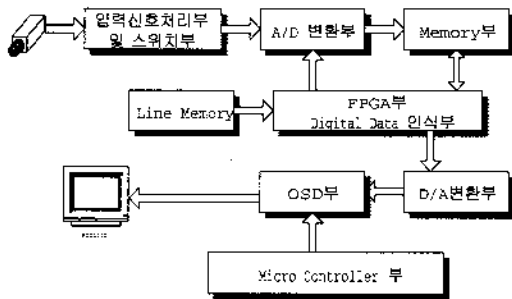 양력신호처리부
및 스위치부
A/D 변환부
Memory부
Line Memory
FPGA부
Digital Data 인식부
OSD부
D/A변환부
Micro Controller 부